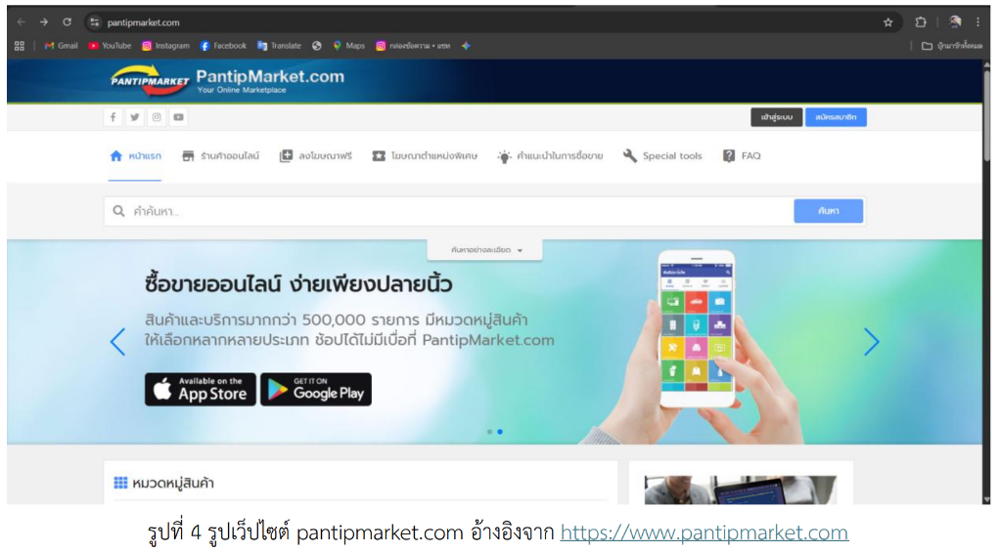 pantipmarket.com
Gmail YouTube Instagram Facebook Translate Maps กล่องข้อความ • แชท
PANTIPMARKET PantipMarket.com
Your Online Marketplace
เข้าสู่ระบบ สมัครสมาชิก
หน้าแรก ร้านค้าออนไลน์ ลงโฆษณาฟรี โฆษณาตำแหน่งพิเศษ คำแนะนำในการซื้อขาย Special tools FAQ
คำค้นหา... ค้นหา
ค้นหาอย่างละเอียด
ซื้อขายออนไลน์ ง่ายเพียงปลายนิ้ว
สินค้าและบริการมากกว่า 500,000 รายการ มีหมวดหมู่สินค้า
ให้เลือกหลากหลายประเภท ช้อปได้ไม่มีเบื่อที่ PantipMarket.com
Available on the App Store GET IT ON Google Play
หมวดหมู่สินค้า
รูปที่ 4 รูปเว็ปไซต์ pantipmarket.com อ้างอิงจาก https://www.pantipmarket.com